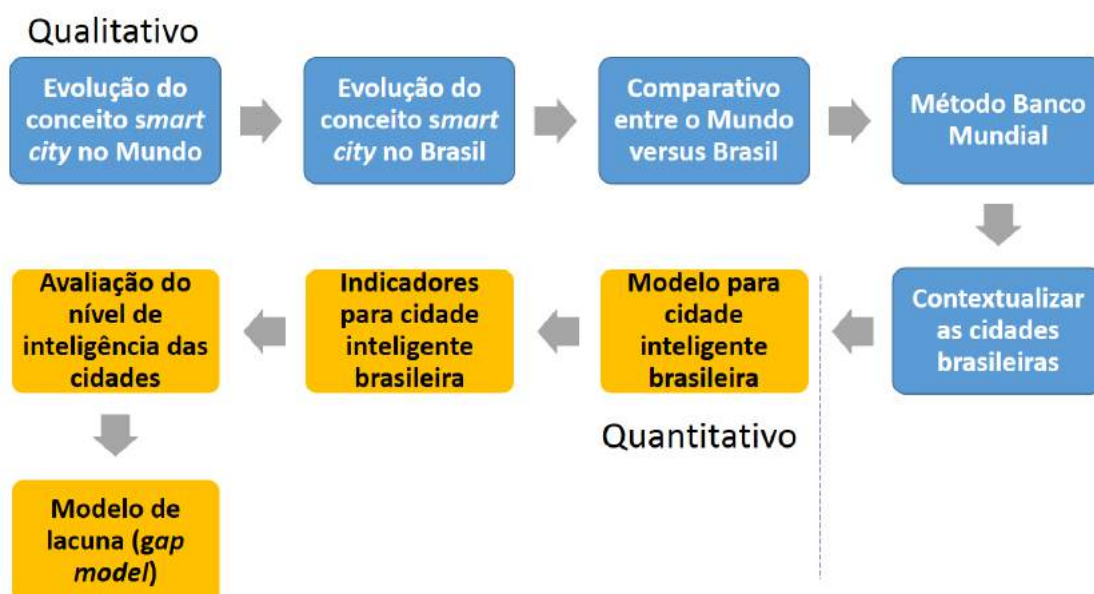 Qualitativo
Evolução do
conceito smart
city no Mundo
Evolução do
conceito smart
city no Brasil
Comparativo
entre o Mundo
versus Brasil
Método Banco
Mundial
Contextualizar
as cidades
brasileiras
Modelo para
cidade
inteligente
brasileira
Indicadores
para cidade
inteligente
brasileira
Avaliação do
nível de
inteligência das
cidades
Quantitativo
Modelo de
lacuna (gap
model)